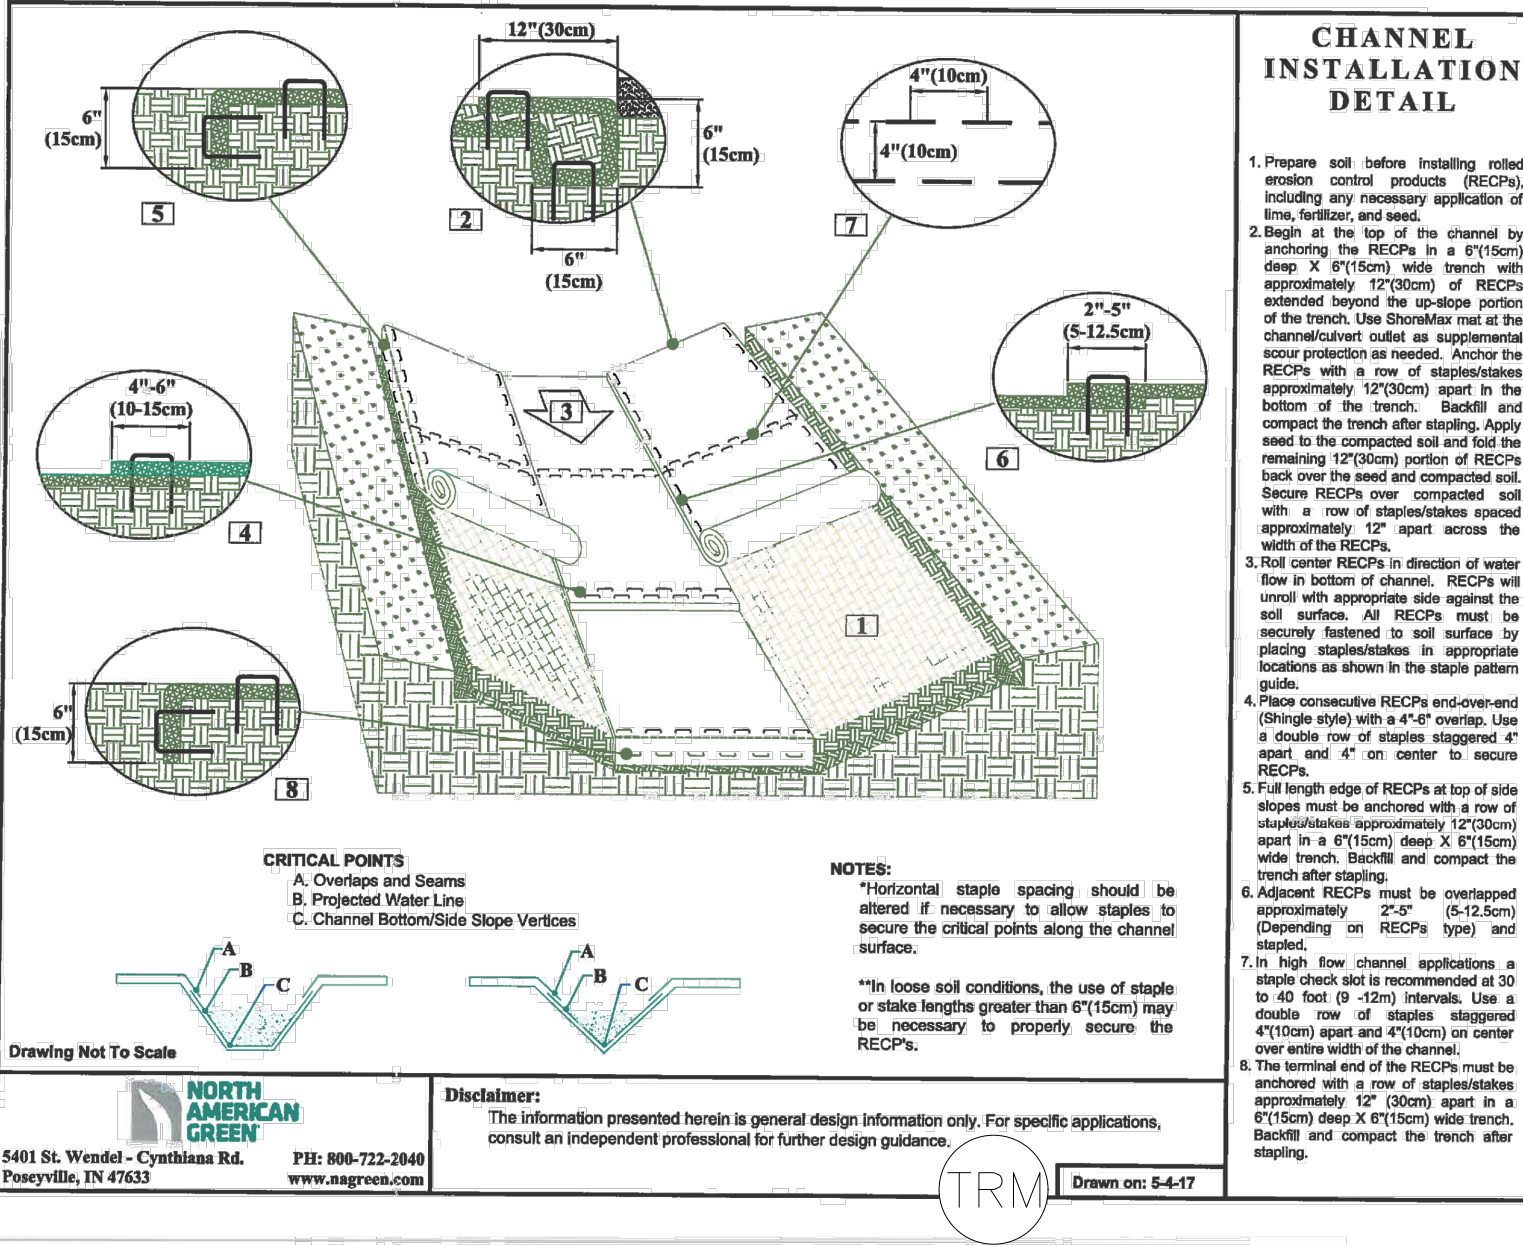 12"(30cm)
6"
(15cm)
5
6"
(15cm)
2
6"
(15cm)
4"(10cm)
4"(10cm)
7
2"-5"
(5-12.5cm)
6
4"-6"
(10-15cm)
4
3
1
6"
(15cm)
8
CRITICAL POINTS
A. Overlaps and Seams
B. Projected Water Line
C. Channel Bottom/Side Slope Vertices
A
B
C
A
B
C
Drawing Not To Scale
NOTES:
*Horizontal staple spacing should be
altered if necessary to allow staples to
secure the critical points along the channel
surface.
**In loose soil conditions, the use of staple
or stake lengths greater than 6"(15cm) may
be necessary to properly secure the
RECP's.
CHANNEL
INSTALLATION
DETAIL
1. Prepare soil before installing rolled
erosion control products (RECPs),
including any necessary application of
lime, fertilizer, and seed.
2. Begin at the top of the channel by
anchoring the RECPs in a 6"(15cm)
deep X 6"(15cm) wide trench with
approximately 12"(30cm) of RECPs
extended beyond the up-slope portion
of the trench. Use ShoreMax mat at the
channel/culvert outlet as supplemental
scour protection as needed. Anchor the
RECPs with a row of staples/stakes
approximately 12"(30cm) apart in the
bottom of the trench. Backfill and
compact the trench after stapling. Apply
seed to the compacted soil and fold the
remaining 12"(30cm) portion of RECPs
back over the seed and compacted soil.
Secure RECPs over compacted soil
with a row of staples/stakes spaced
approximately 12" apart across the
width of the RECPs.
3. Roll center RECPs in direction of water
flow in bottom of channel. RECPs will
unroll with appropriate side against the
soil surface. All RECPs must be
securely fastened to soil surface by
placing staples/stakes in appropriate
locations as shown in the staple pattern
guide.
4. Place consecutive RECPs end-over-end
(Shingle style) with a 4"-6" overlap. Use
a double row of staples staggered 4"
apart and 4" on center to secure
RECPs.
5. Full length edge of RECPs at top of side
slopes must be anchored with a row of
staples/stakes approximately 12"(30cm)
apart in a 6"(15cm) deep X 6"(15cm)
wide trench. Backfill and compact the
trench after stapling.
6. Adjacent RECPs must be overlapped
approximately 2"-5" (5-12.5cm)
(Depending on RECPs type) and
stapled.
7. In high flow channel applications a
staple check slot is recommended at 30
to 40 foot (9 -12m) intervals. Use a
double row of staples staggered
4"(10cm) apart and 4"(10cm) on center
over entire width of the channel.
8. The terminal end of the RECPs must be
anchored with a row of staples/stakes
approximately 12" (30cm) apart in a
6"(15cm) deep X 6"(15cm) wide trench.
Backfill and compact the trench after
stapling.
NORTH
AMERICAN
GREEN
5401 St. Wendel - Cynthiana Rd.
Poseyville, IN 47633
PH: 800-722-2040
www.nagreen.com
Disclaimer:
The information presented herein is general design information only. For specific applications,
consult an independent professional for further design guidance.
TRM
Drawn on: 5-4-17